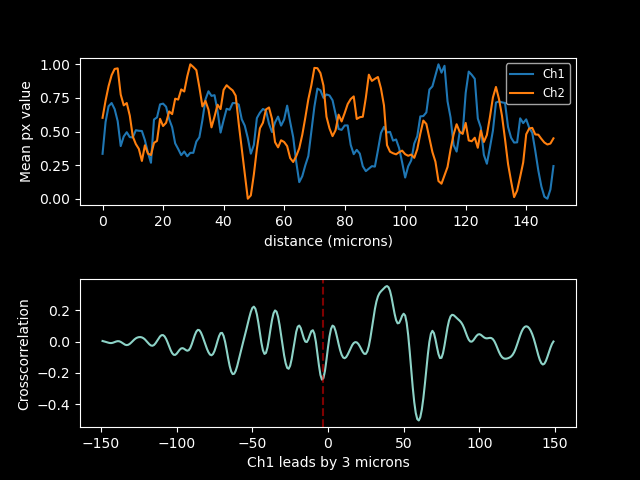 1.00
0.75
0.50
0.25
0.00
Mean px value
Ch1
Ch2
0 20 40 60 80 100 120 140
distance (microns)
0.2
0.0
−0.2
−0.4
Crosscorrelation
−150 −100 −50 0 50 100 150
Ch1 leads by 3 microns